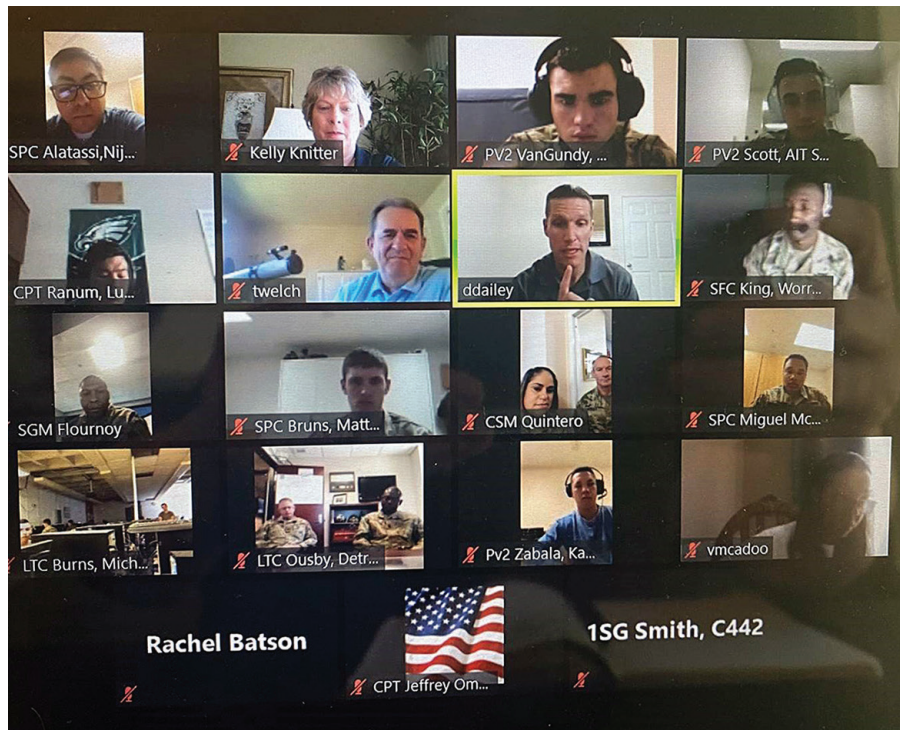 SPC Alatassi,Nij...
Kelly Knitter
PV2 VanGundy, ...
PV2 Scott, AIT S...
CPT Ranum, Lu...
twelch
ddailey
SFC King, Worr...
SGM Flournoy
SPC Bruns, Matt...
CSM Quintero
SPC Miguel Mc...
LTC Burns, Mich...
LTC Ousby, Detr...
Pv2 Zabala, Ka...
vmcadoo
Rachel Batson
CPT Jeffrey Om...
1SG Smith, C442